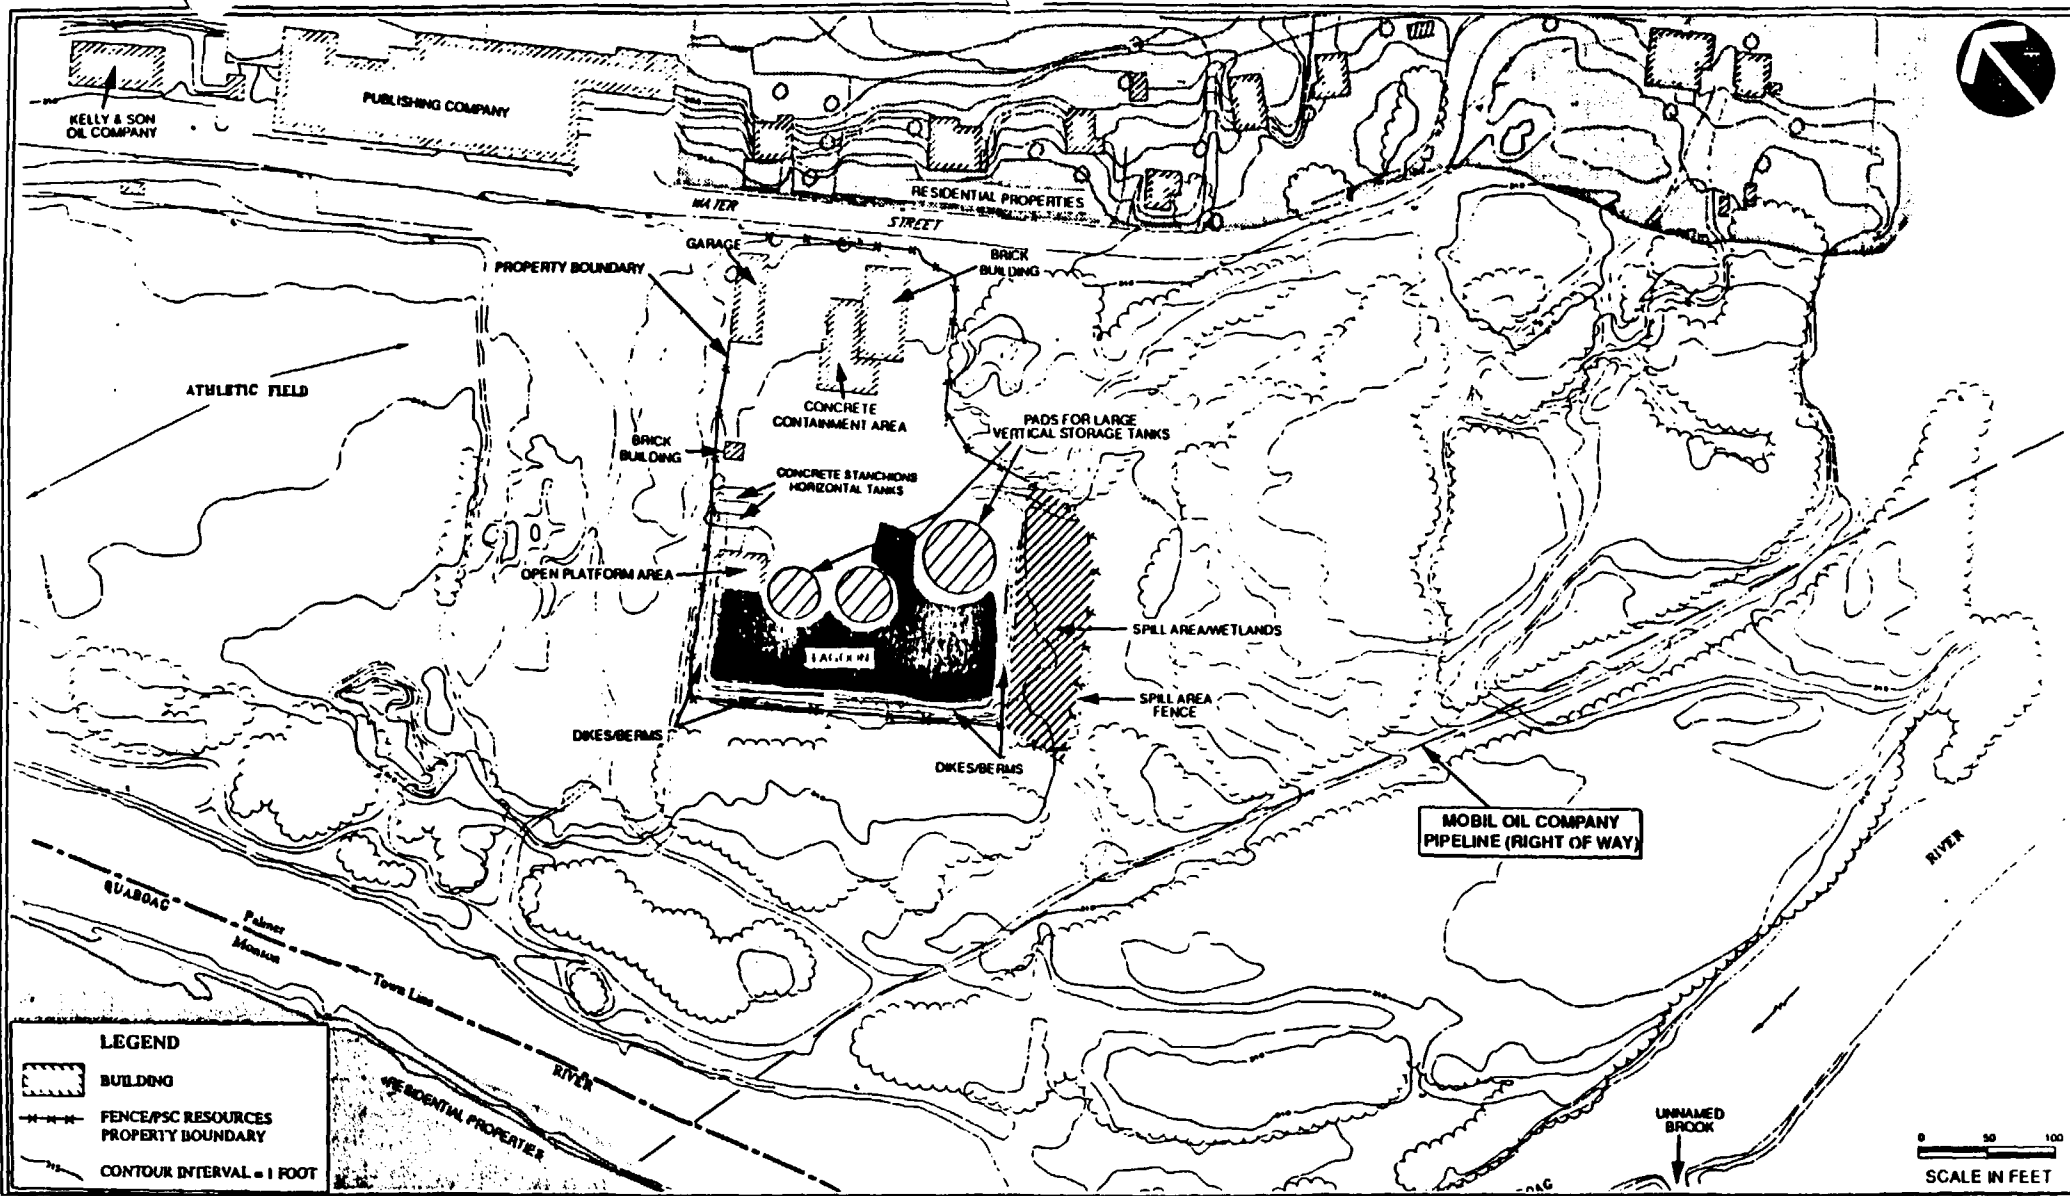 KELLY & SON
OIL COMPANY
PUBLISHING COMPANY
RESIDENTIAL PROPERTIES
WATER
STREET
GARAGE
PROPERTY BOUNDARY
BRICK
BUILDING
ATHLETIC FIELD
CONCRETE
CONTAINMENT AREA
PADS FOR LARGE
VERTICAL STORAGE TANKS
BRICK
BUILDING
CONCRETE STANCHIONS
HORIZONTAL TANKS
OPEN PLATFORM AREA
LAGOON
SPILL AREA/WETLANDS
SPILL AREA
FENCE
DIKES/BERMS
DIKES/BERMS
MOBIL OIL COMPANY
PIPELINE (RIGHT OF WAY)
RIVER
QUABOAG
Palmer
Monson
Town Line
RIVER
RESIDENTIAL PROPERTIES
UNNAMED
BROOK
LEGEND
BUILDING
FENCE/PSC RESOURCES
PROPERTY BOUNDARY
CONTOUR INTERVAL = 1 FOOT
0 50 100
SCALE IN FEET